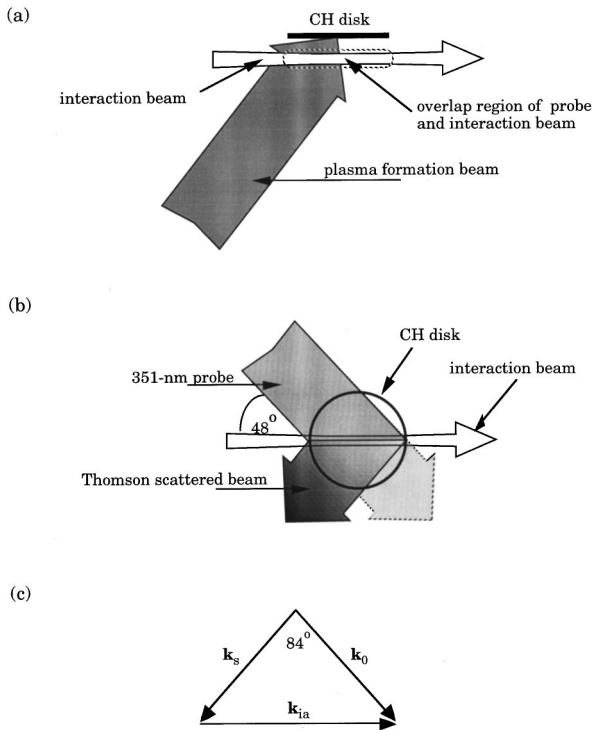 (a)
CH disk
interaction beam
overlap region of probe
and interaction beam
plasma formation beam
(b)
CH disk
351-nm probe
interaction beam
48°
Thomson scattered beam
(c)
84°
kₛ
k₀
kᵢₐ